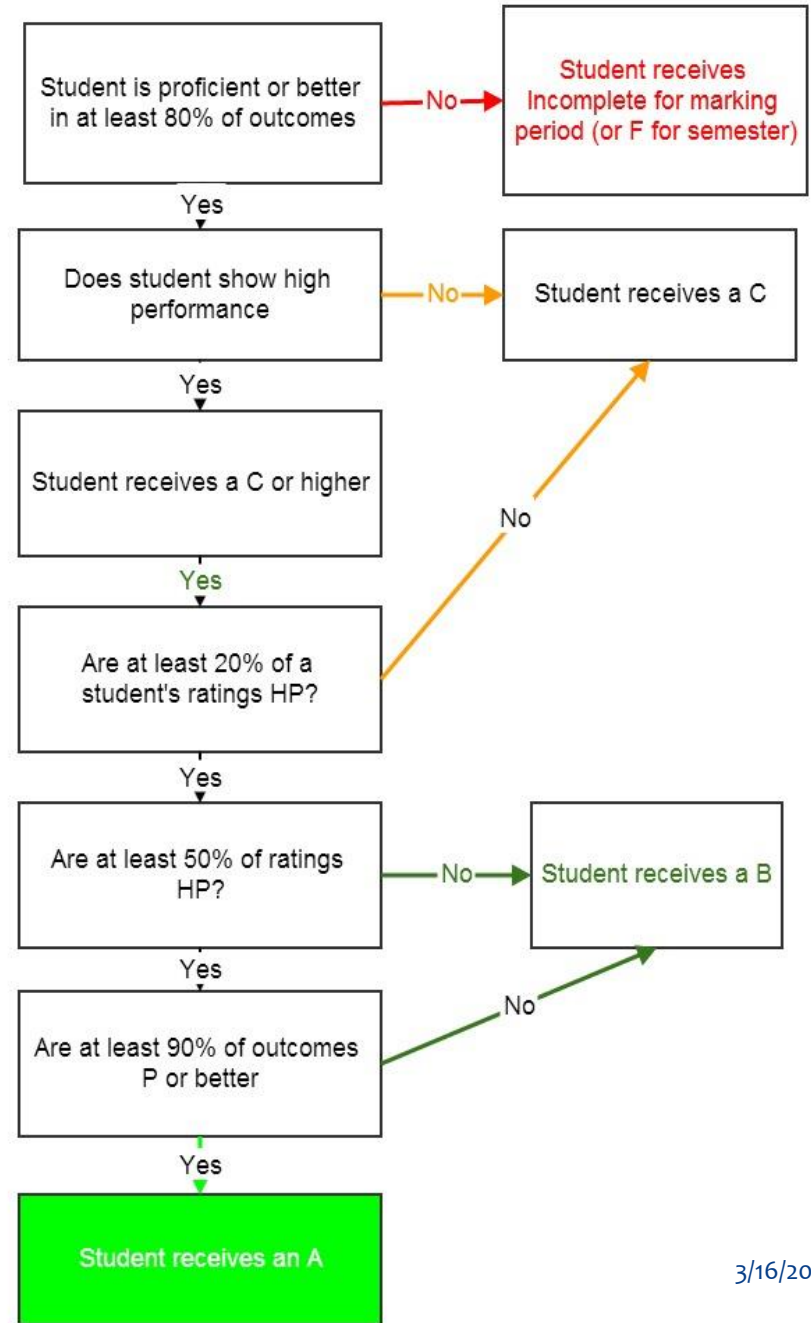 Student is proficient or better
in at least 80% of outcomes
No
Student receives
Incomplete for marking
period (or F for semester)
Yes
Does student show high
performance
No
Student receives a C
Yes
Student receives a C or higher
No
Yes
Are at least 20% of a
student's ratings HP?
Yes
Are at least 50% of ratings
HP?
No
Student receives a B
Yes
No
Are at least 90% of outcomes
P or better
Yes
Student receives an A
3/16/20